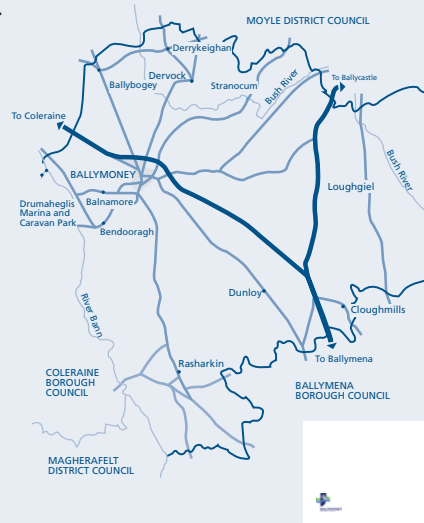 MOYLE DISTRICT COUNCIL
Derrykeighan
Dervock
To Ballycastle
Ballybogey
Stranocum
Bush River
To Coleraine
Bush River
BALLYMONEY
Loughgiel
Drumaheglis
Marina and
Caravan Park
Balnamore
Bendooragh
Dunloy
Cloughmills
River Bann
To Ballymena
Rasharkin
COLERAINE
BOROUGH
COUNCIL
BALLYMENA
BOROUGH COUNCIL
MAGHERAFELT
DISTRICT COUNCIL